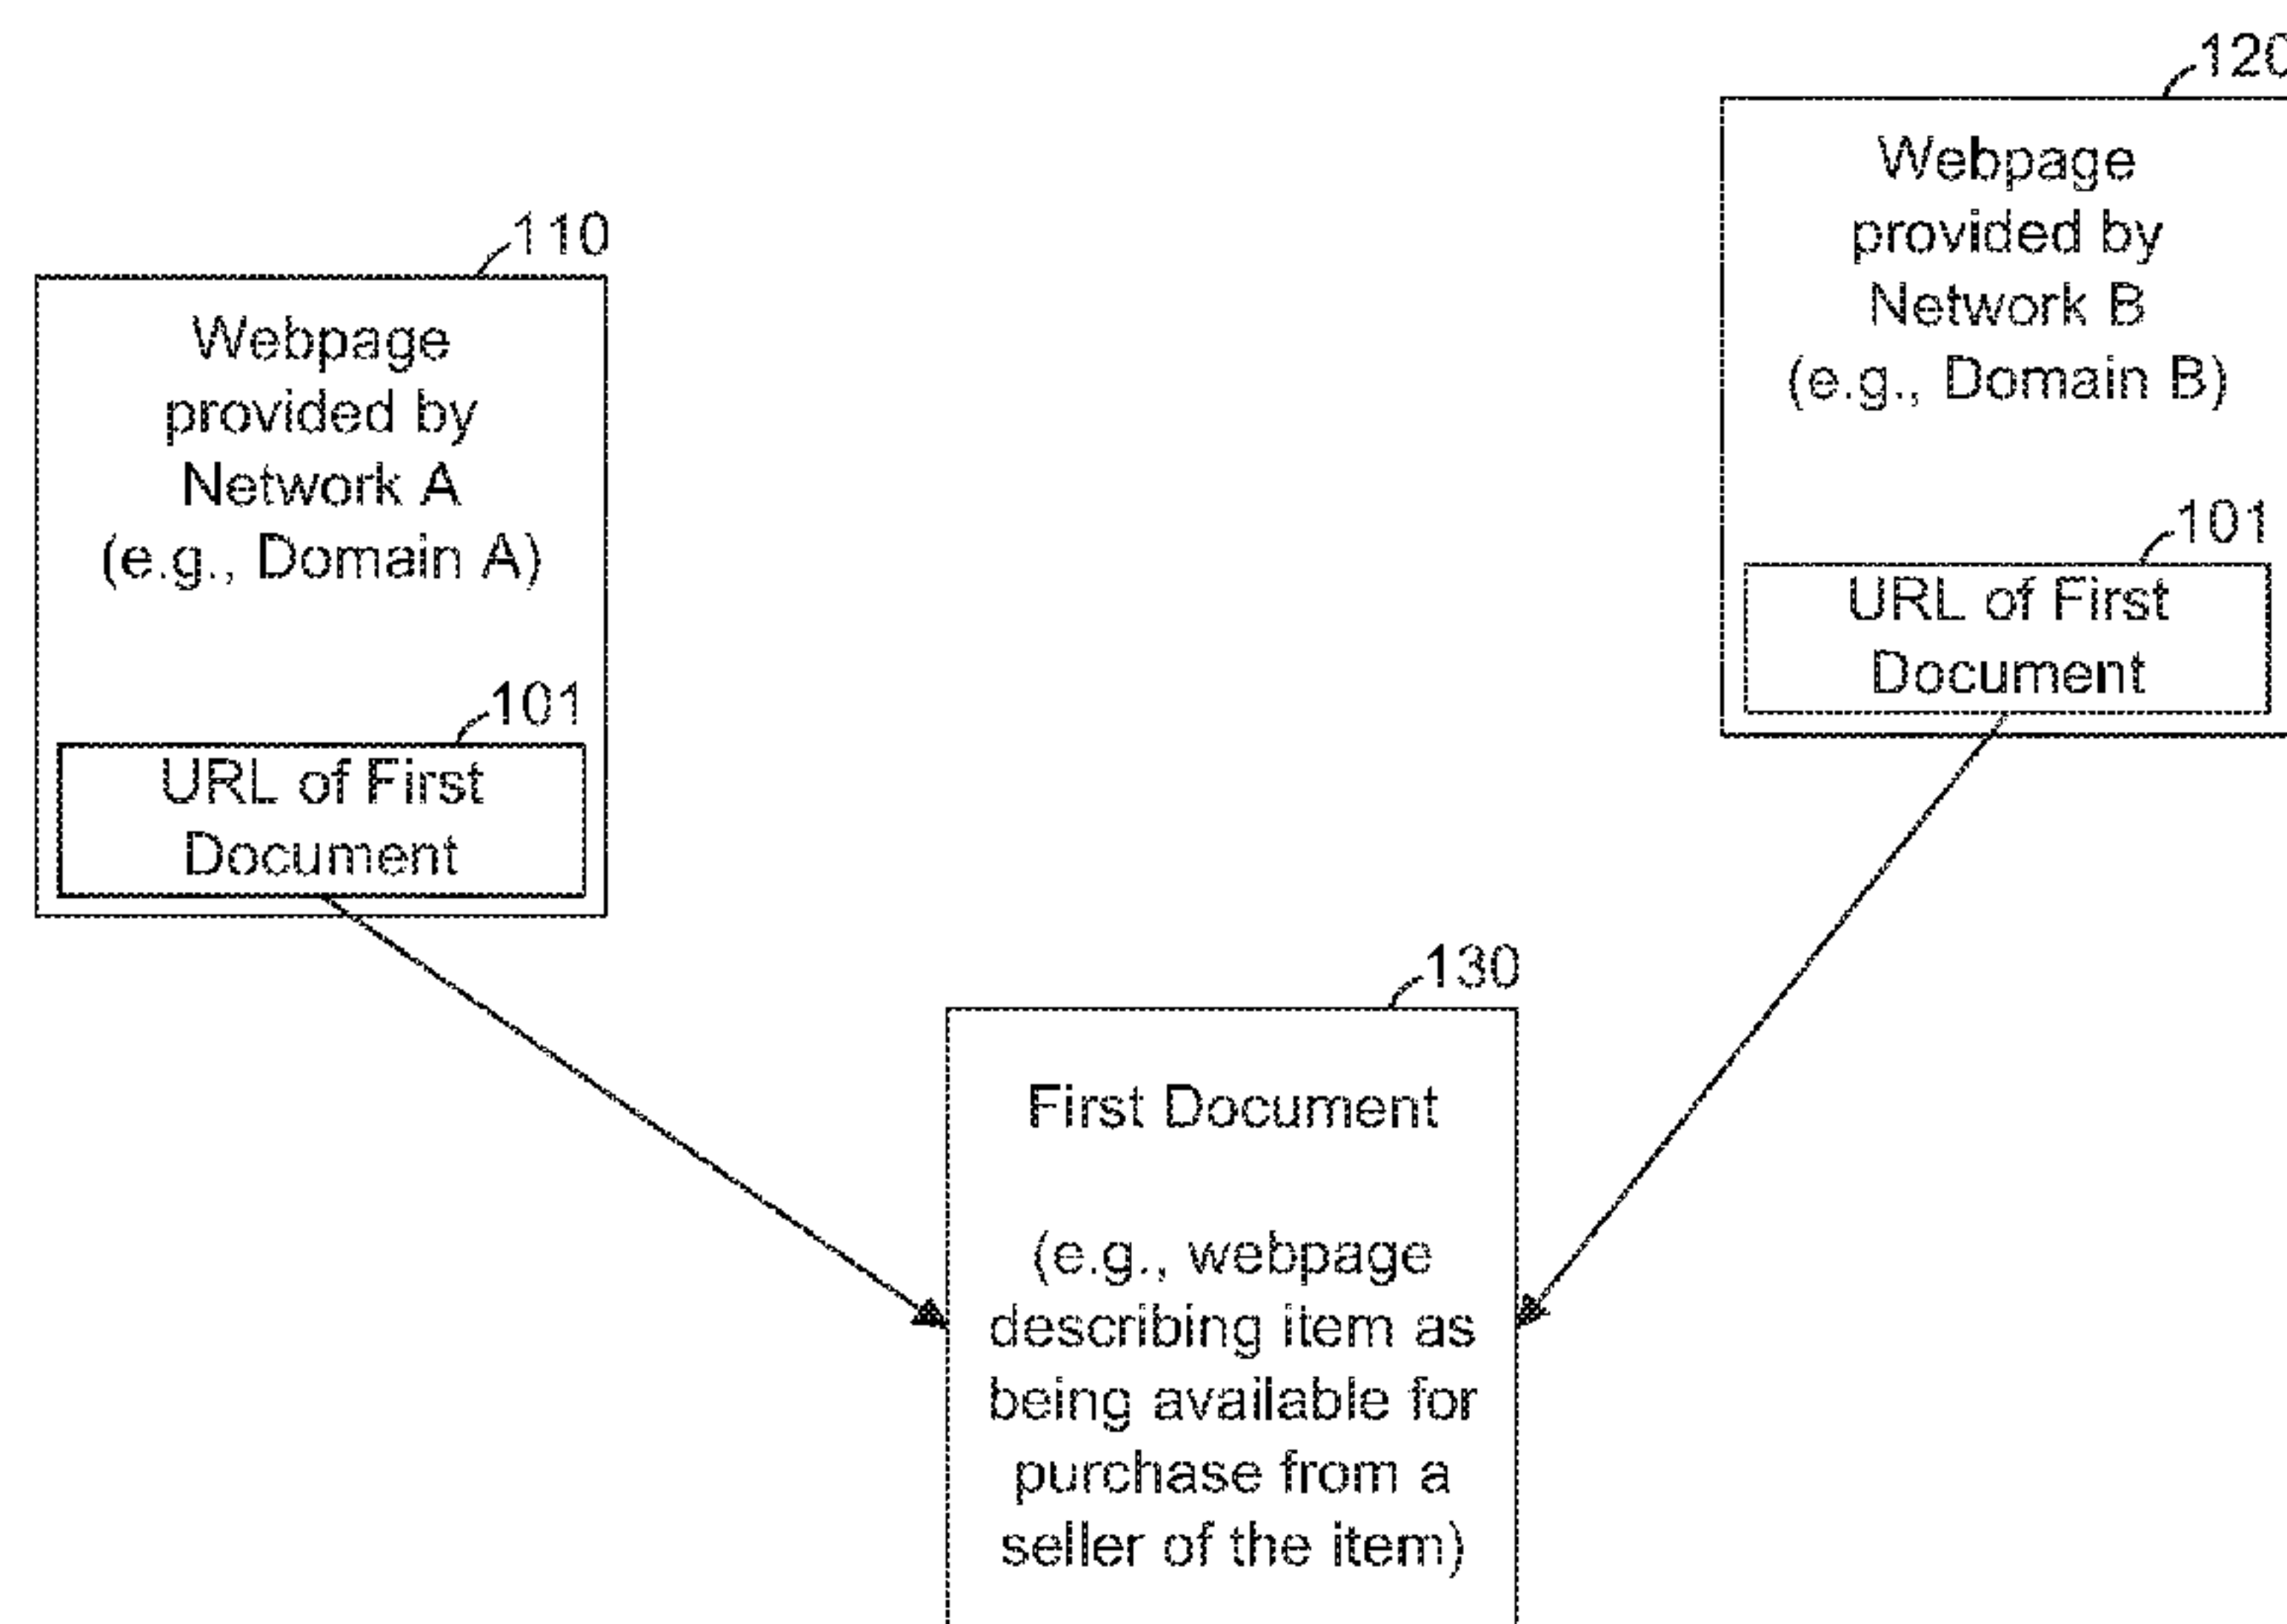 110
Webpage
provided by
Network A
(e.g., Domain A)
101
URL of First
Document
120
Webpage
provided by
Network B
(e.g., Domain B)
101
URL of First
Document
130
First Document
(e.g., webpage
describing item as
being available for
purchase from a
seller of the item)